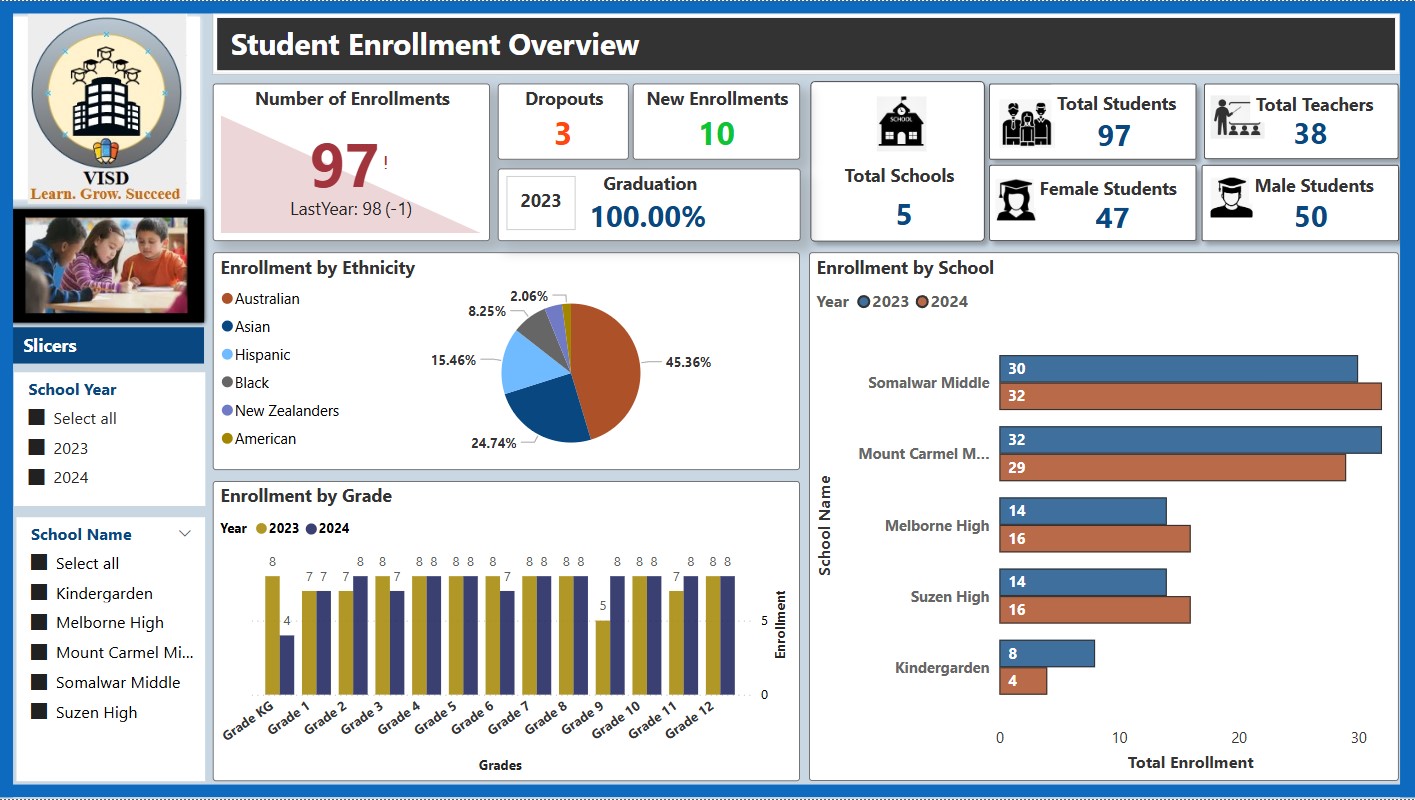 VISD
Learn. Grow. Succeed
Slicers
School Year
Select all
2023
2024
School Name
Select all
Kindergarden
Melborne High
Mount Carmel Mi...
Somalwar Middle
Suzen High
Student Enrollment Overview
Number of Enrollments
97!
LastYear: 98 (-1)
Dropouts
3
New Enrollments
10
2023
Graduation
100.00%
SCHOOL
Total Schools
5
Total Students
97
Total Teachers
38
Female Students
47
Male Students
50
Enrollment by Ethnicity
Australian
Asian
Hispanic
Black
New Zealanders
American
2.06%
8.25%
15.46%
24.74%
45.36%
Enrollment by Grade
Year 2023 2024
8 4 7 7 7 8 8 7 8 8 8 8 8 7 8 8 8 8 5 8 8 8 7 8 8 8
5
0
Enrollment
Grade KG
Grade 1
Grade 2
Grade 3
Grade 4
Grade 5
Grade 6
Grade 7
Grade 8
Grade 9
Grade 10
Grade 11
Grade 12
Grades
Enrollment by School
Year 2023 2024
School Name
Somalwar Middle
30
32
Mount Carmel M...
32
29
Melborne High
14
16
Suzen High
14
16
Kindergarden
8
4
0 10 20 30
Total Enrollment